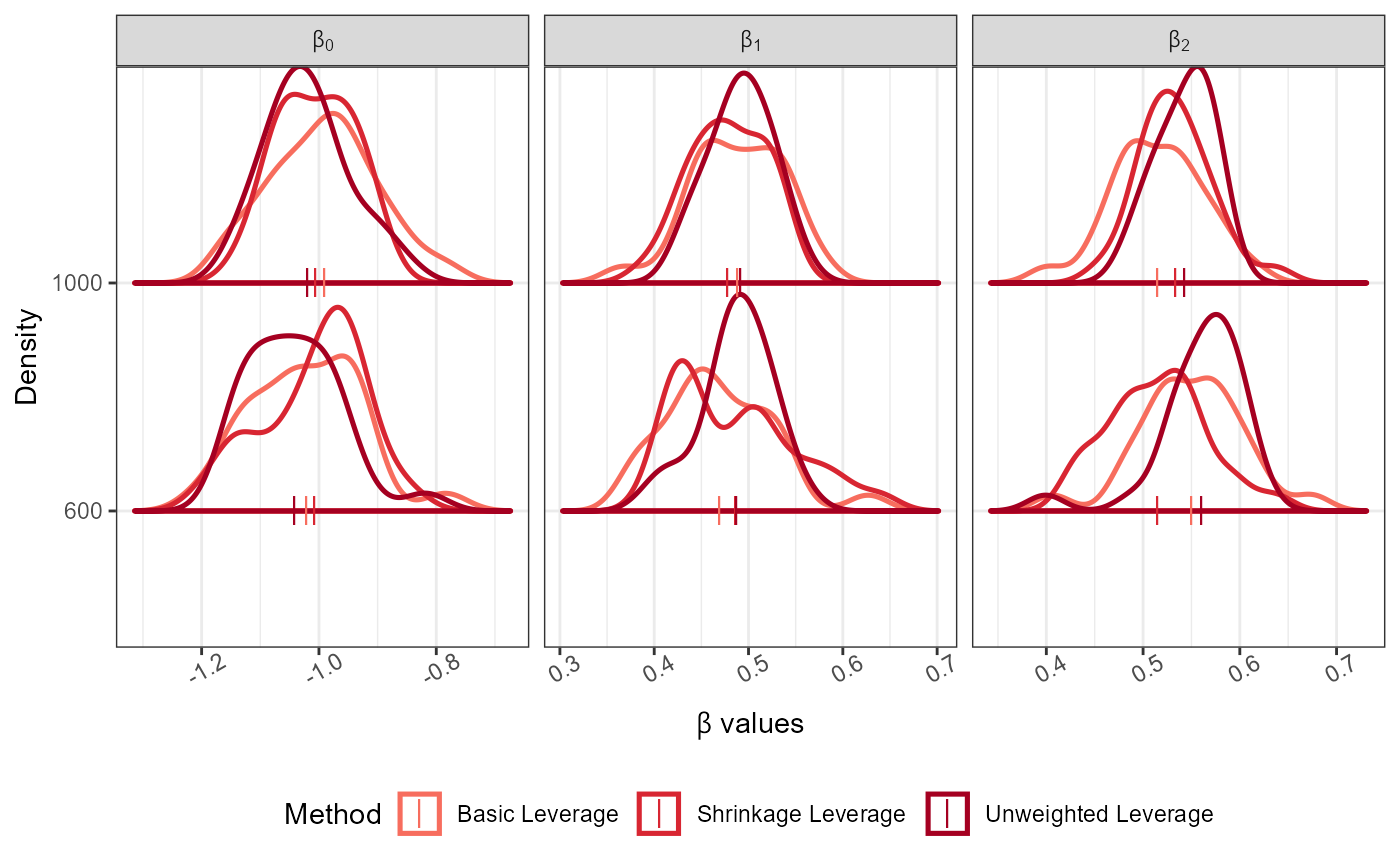 β₀ β₁ β₂
Density
1000
600
-1.2 -1.0 -0.8 0.3 0.4 0.5 0.6 0.7 0.4 0.5 0.6 0.7
β values
Method Basic Leverage Shrinkage Leverage Unweighted Leverage